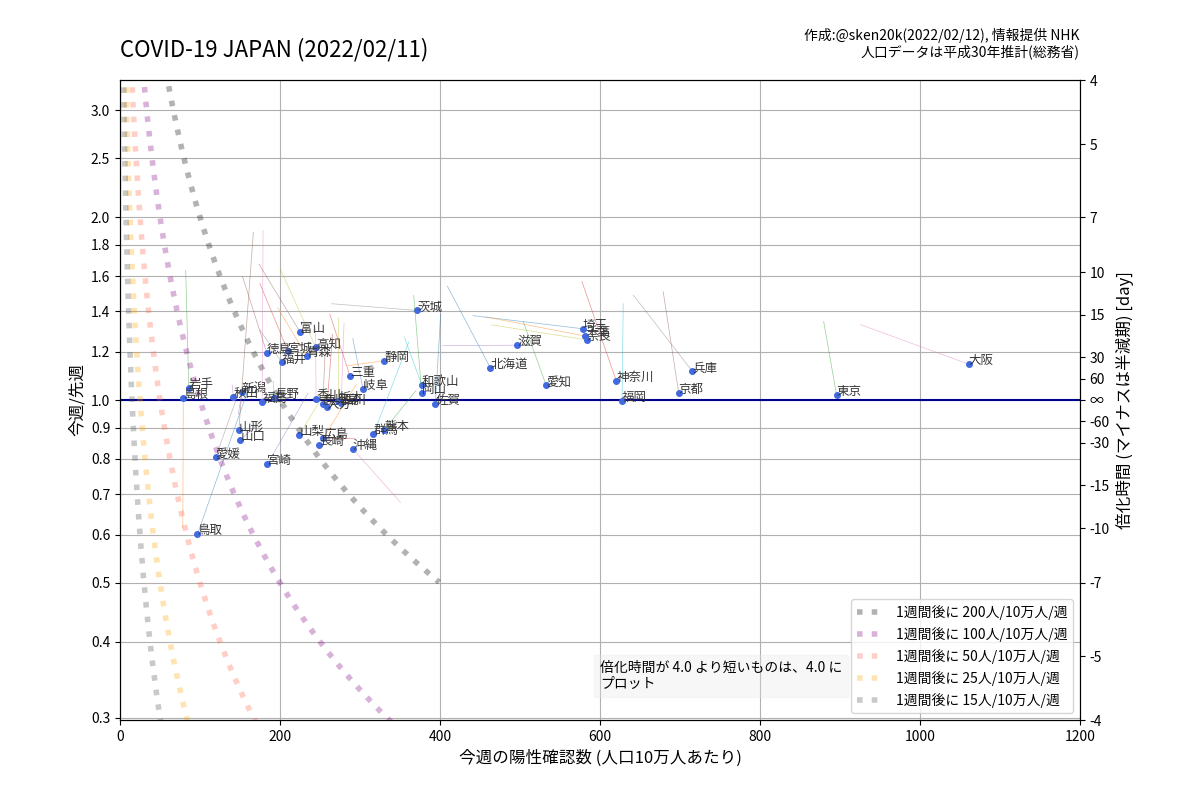 COVID-19 JAPAN (2022/02/11)
作成:@sken20k(2022/02/12), 情報提供 NHK
人口データは平成30年推計(総務省)
今週/先週
3.0
2.5
2.0
1.8
1.6
1.4
1.2
1.0
0.9
0.8
0.7
0.6
0.5
0.4
0.3
4
5
7
10
15
30
60
∞
-60
-30
-15
-10
-7
-5
-4
倍化時間 (マイナスは半減期) [day]
茨城
富山
埼玉
奈良
滋賀
高知
徳島
宮城
青森
福井
静岡
北海道
大阪
三重
兵庫
神奈川
和歌山
岡山
愛知
岐阜
岩手
島根
新潟
秋田
長野
福島
香川
佐賀
京都
福岡
東京
山形
山口
山梨
広島
長崎
群馬
熊本
沖縄
愛媛
宮崎
鳥取
倍化時間が 4.0 より短いものは、4.0 に
プロット
1週間後に 200人/10万人/週
1週間後に 100人/10万人/週
1週間後に 50人/10万人/週
1週間後に 25人/10万人/週
1週間後に 15人/10万人/週
0
200
400
600
800
1000
1200
今週の陽性確認数 (人口10万人あたり)